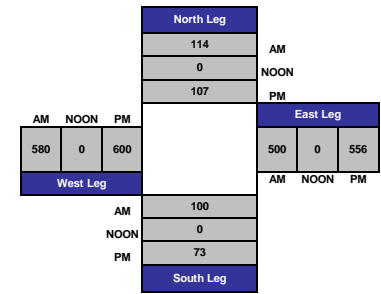 North Leg
114 AM
0 NOON
107 PM
East Leg
AM NOON PM
580 0 600
500 0 556
West Leg
AM NOON PM
AM 100
NOON 0
PM 73
South Leg